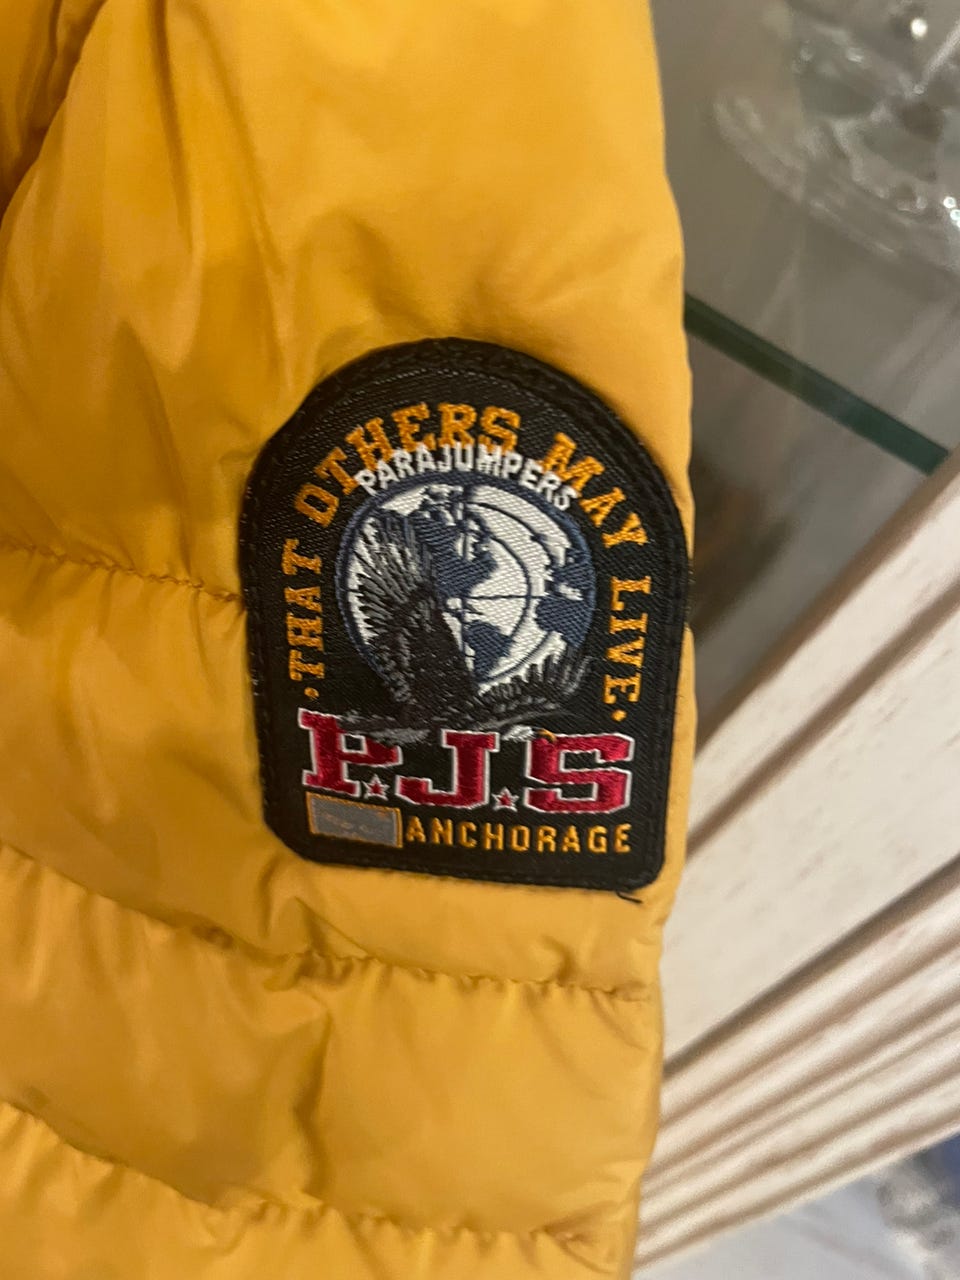 ·THAT OTHERS MAY LIVE·
PARAJUMPERS
P.J.S
ANCHORAGE